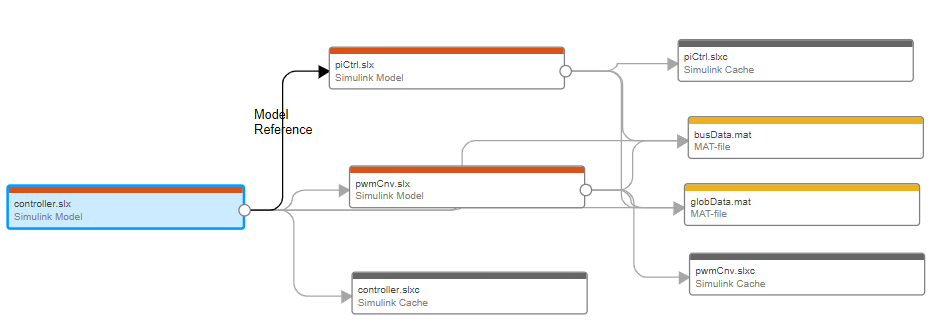 piCtrl.slx
Simulink Model
piCtrl.slxc
Simulink Cache
Model
Reference
busData.mat
MAT-file
pwmCnv.slx
Simulink Model
controller.slx
Simulink Model
globData.mat
MAT-file
controller.slxc
Simulink Cache
pwmCnv.slxc
Simulink Cache